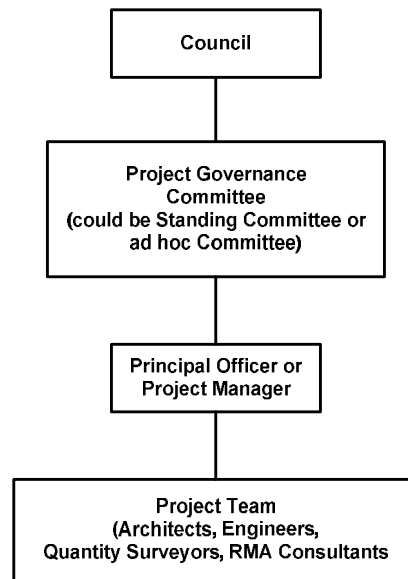 Council
Project Governance
Committee
(could be Standing Committee or
ad hoc Committee)
Principal Officer or
Project Manager
Project Team
(Architects, Engineers,
Quantity Surveyors, RMA Consultants